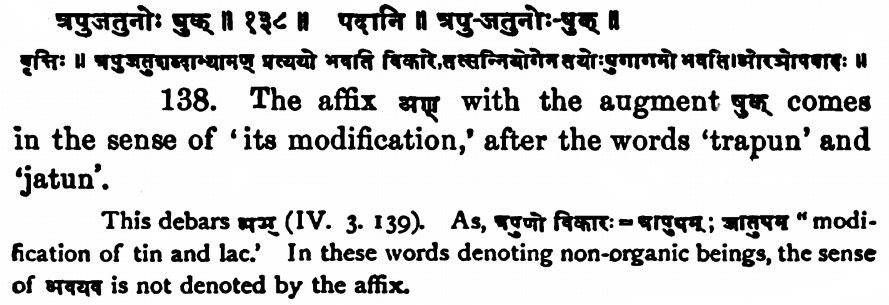 त्रपुजतुनोः षुक् ॥ १३८ ॥ पदानि ॥ त्रपु-जतुनोः-षुक् ॥
वृत्तिः ॥ त्रपुजतुशब्दाभ्यामण् प्रत्ययो भवति विकारे, तत्सन्नियोगेन तयोः षुगागमो भवति। ओरञोपवादः ॥
138. The affix अण् with the augment षुक् comes
in the sense of ‘its modification,’ after the words ‘trapun’ and
‘jatun’.
This debars अञ् (IV. 3. 139). As, त्रपुणो विकारः = त्रापुषम् ; जातुषम् “ modi-
fication of tin and lac.’ In these words denoting non-organic beings, the sense
of अवयव is not denoted by the affix.